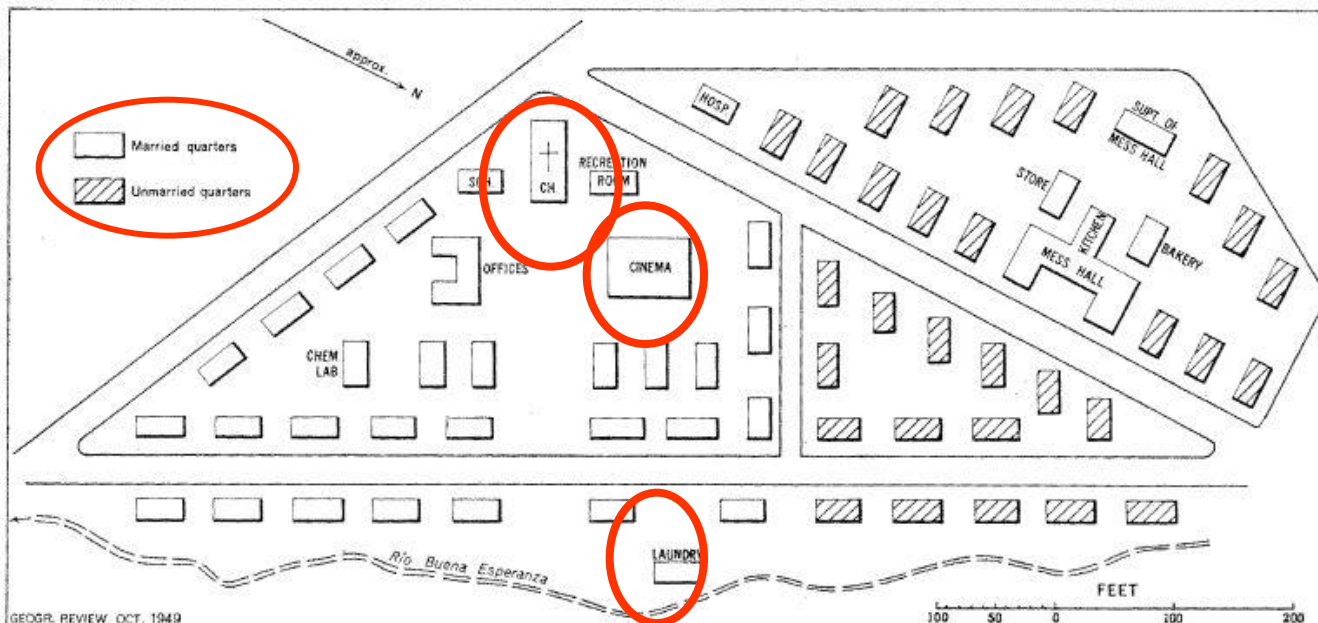 approx.
N
Married quarters
Unmarried quarters
HOSP
SUPT. OF
MESS HALL
SCH.
CH.
RECREATION
ROOM
STORE
KITCHEN
MESS HALL
BAKERY
OFFICES
CINEMA
CHEM
LAB
LAUNDRY
Río Buena Esperanza
FEET
100 50 0 100 200
GEOGR. REVIEW, OCT. 1949